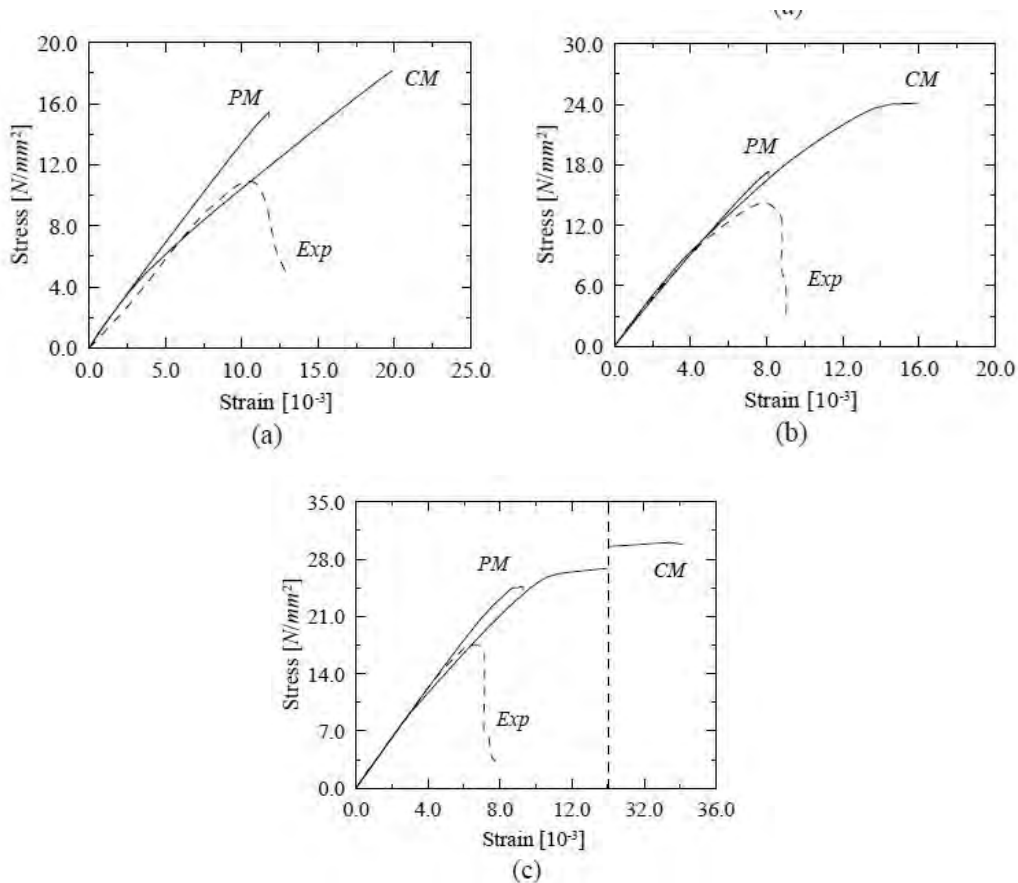 20.0
16.0
12.0
8.0
4.0
0.0
Stress [N/mm²]
PM
CM
Exp
0.0 5.0 10.0 15.0 20.0 25.0
Strain [10⁻³]
(a)
30.0
24.0
18.0
12.0
6.0
0.0
Stress [N/mm²]
CM
PM
Exp
0.0 4.0 8.0 12.0 16.0 20.0
Strain [10⁻³]
(b)
35.0
28.0
21.0
14.0
7.0
0.0
Stress [N/mm²]
PM
CM
Exp
0.0 4.0 8.0 12.0 32.0 36.0
Strain [10⁻³]
(c)